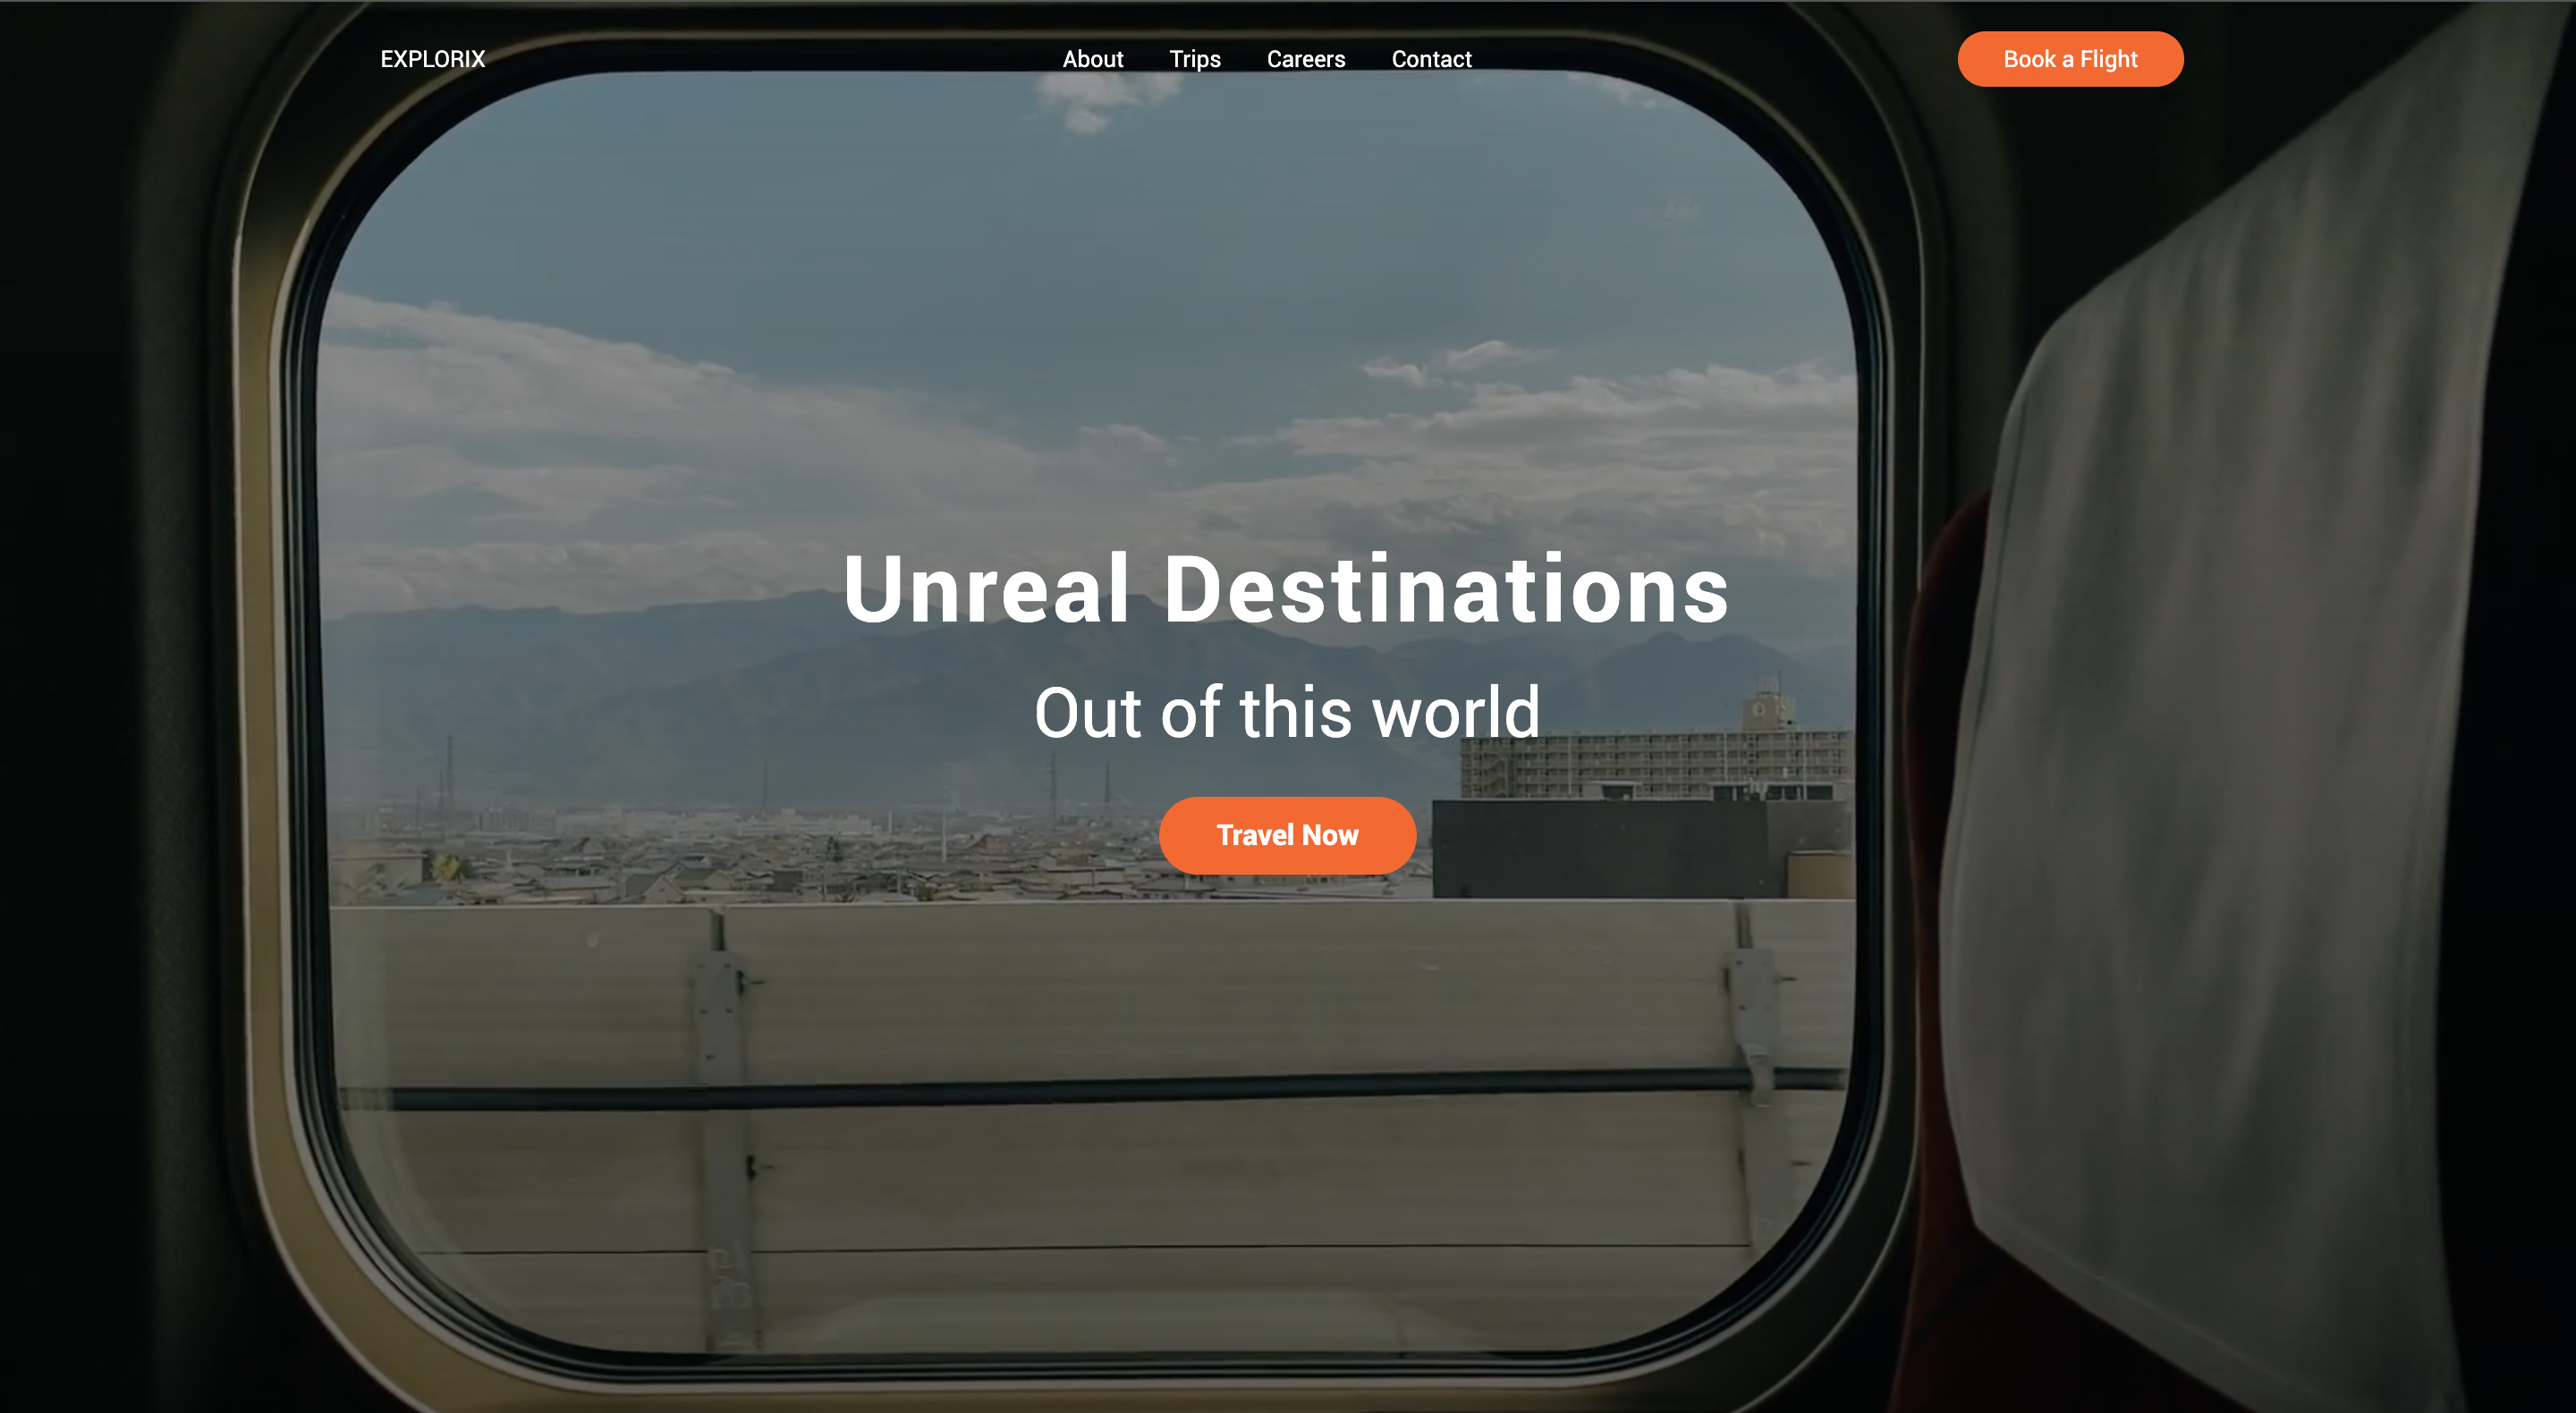 EXPLORIX
About
Trips
Careers
Contact
Book a Flight
Unreal Destinations
Out of this world
Travel Now